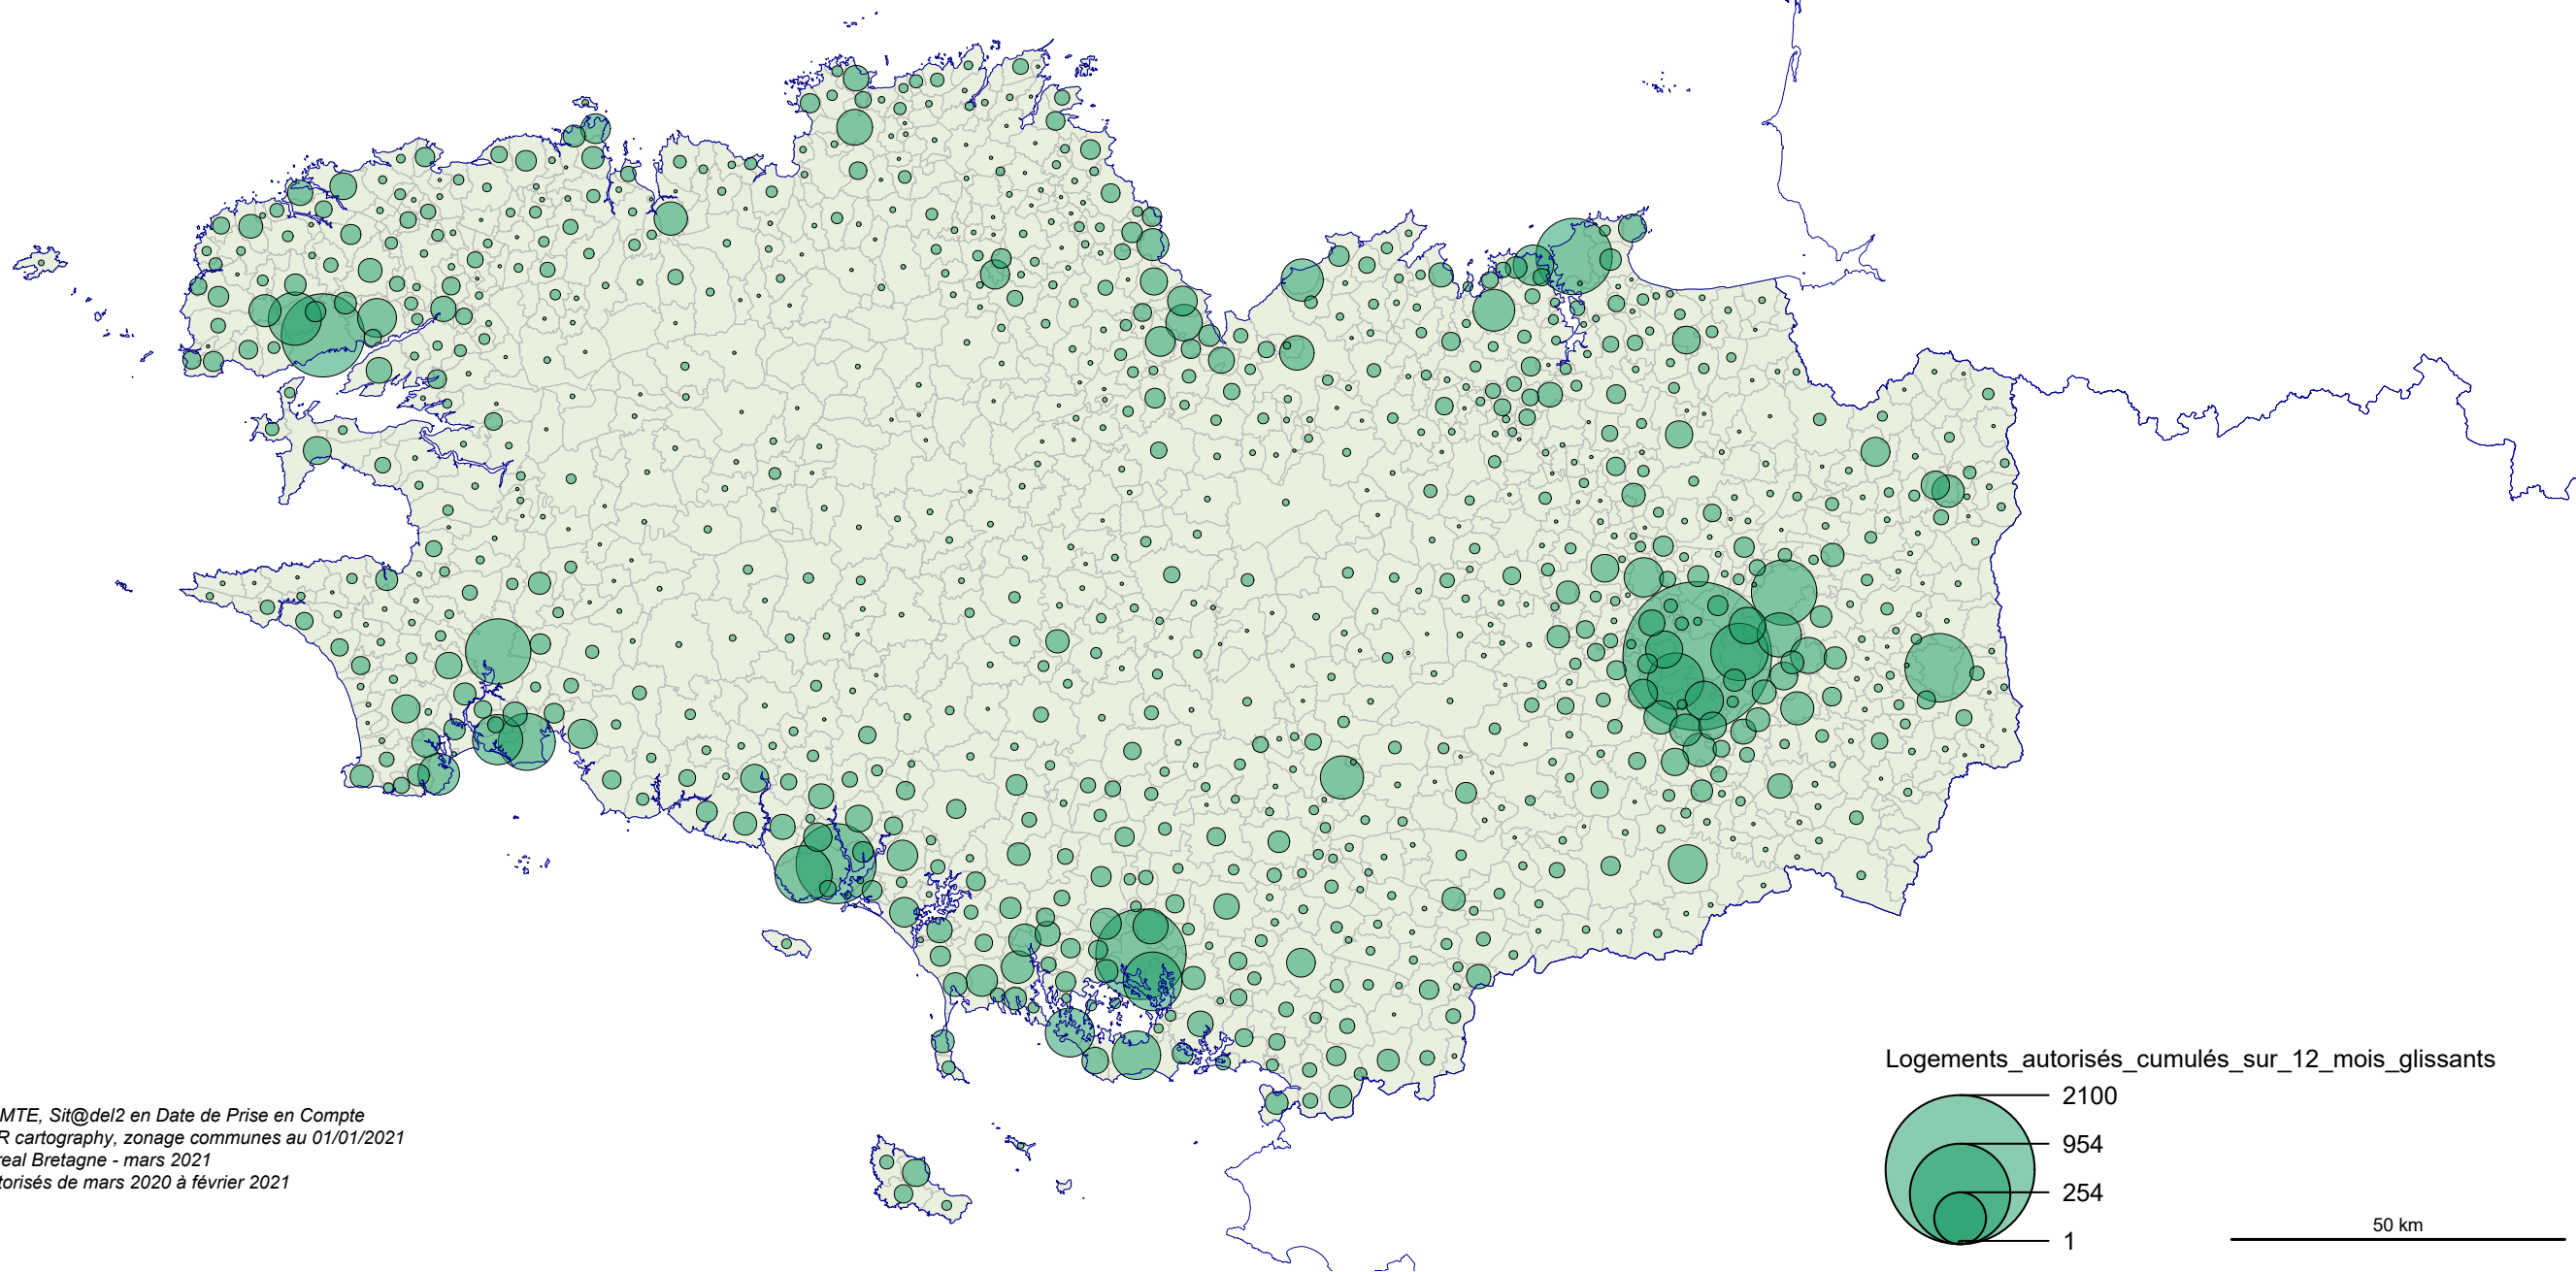 MTE, Sit@del2 en Date de Prise en Compte
R cartography, zonage communes au 01/01/2021
real Bretagne - mars 2021
torisés de mars 2020 à février 2021
Logements_autorisés_cumulés_sur_12_mois_glissants
2100
954
254
1
50 km